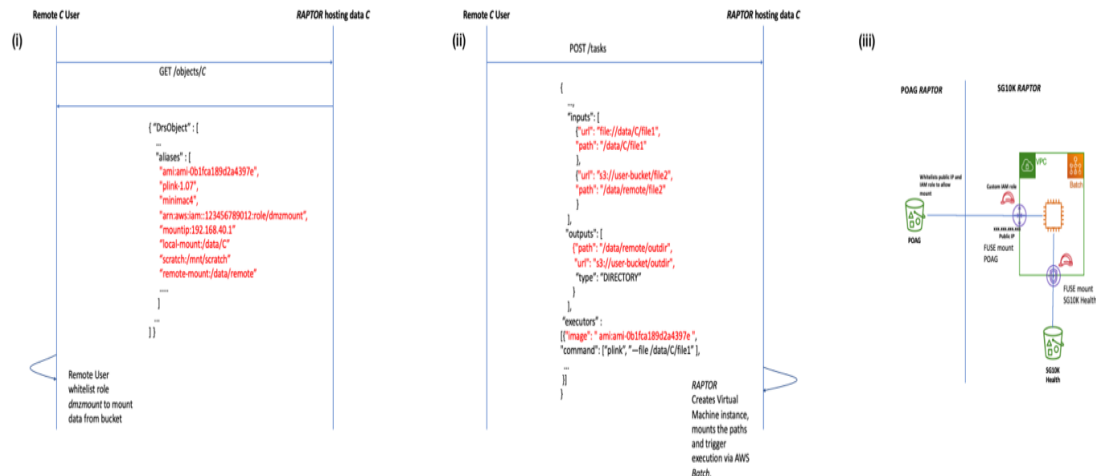 (i)
Remote C User
RAPTOR hosting data C
GET /objects/C
{ "DrsObject" : [
...
"aliases" : [
"ami:ami-0b1fca189d2a4397e",
"plink-1.07",
"minimac4",
"arn:aws:iam::123456789012:role/dmzmount",
"mountip:192.168.40.1"
"local-mount:/data/C"
"scratch:/mnt/scratch"
"remote-mount:/data/remote"
.....
]
...
] }
Remote User
whitelist role
dmzmount to mount
data from bucket
(ii)
Remote C User
RAPTOR hosting data C
POST /tasks
{
...,
"inputs": [
{"url": "file://data/C/file1",
"path": "/data/C/file1"
],
{"url": "s3://user-bucket/file2",
"path": "/data/remote/file2"
}
],
"outputs": [
{"path": "/data/remote/outdir",
"url": "s3://user-bucket/outdir",
"type": "DIRECTORY"
}
],
"executors" :
[{"image": " ami:ami-0b1fca189d2a4397e ",
"command": ["plink", "—file /data/C/file1" ],
...
}]
}
RAPTOR
Creates Virtual
Machine instance,
mounts the paths
and trigger
execution via AWS
Batch.
(iii)
POAG RAPTOR
SG10K RAPTOR
VPC
Batch
Whitelists public IP and
IAM role to allow
mount
Custom IAM role
POAG
xxx.xxx.xxx.xxx
Public IP
FUSE mount
POAG
FUSE mount
SG10K Health
SG10K
Health